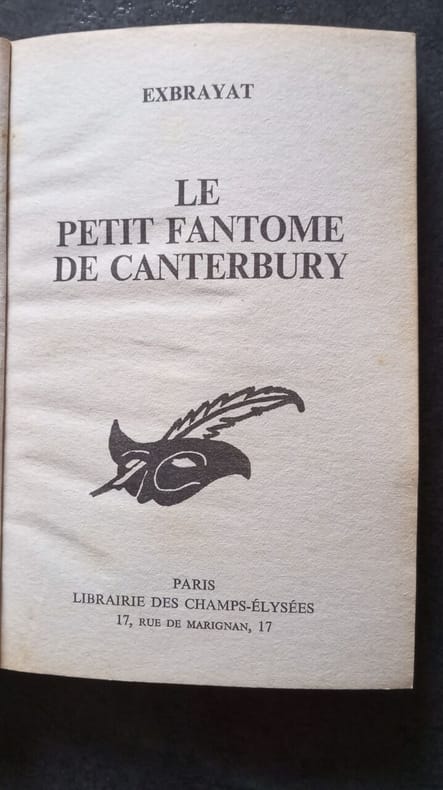 EXBRAYAT
LE
PETIT FANTOME
DE CANTERBURY
PARIS
LIBRAIRIE DES CHAMPS-ÉLYSÉES
17, RUE DE MARIGNAN, 17